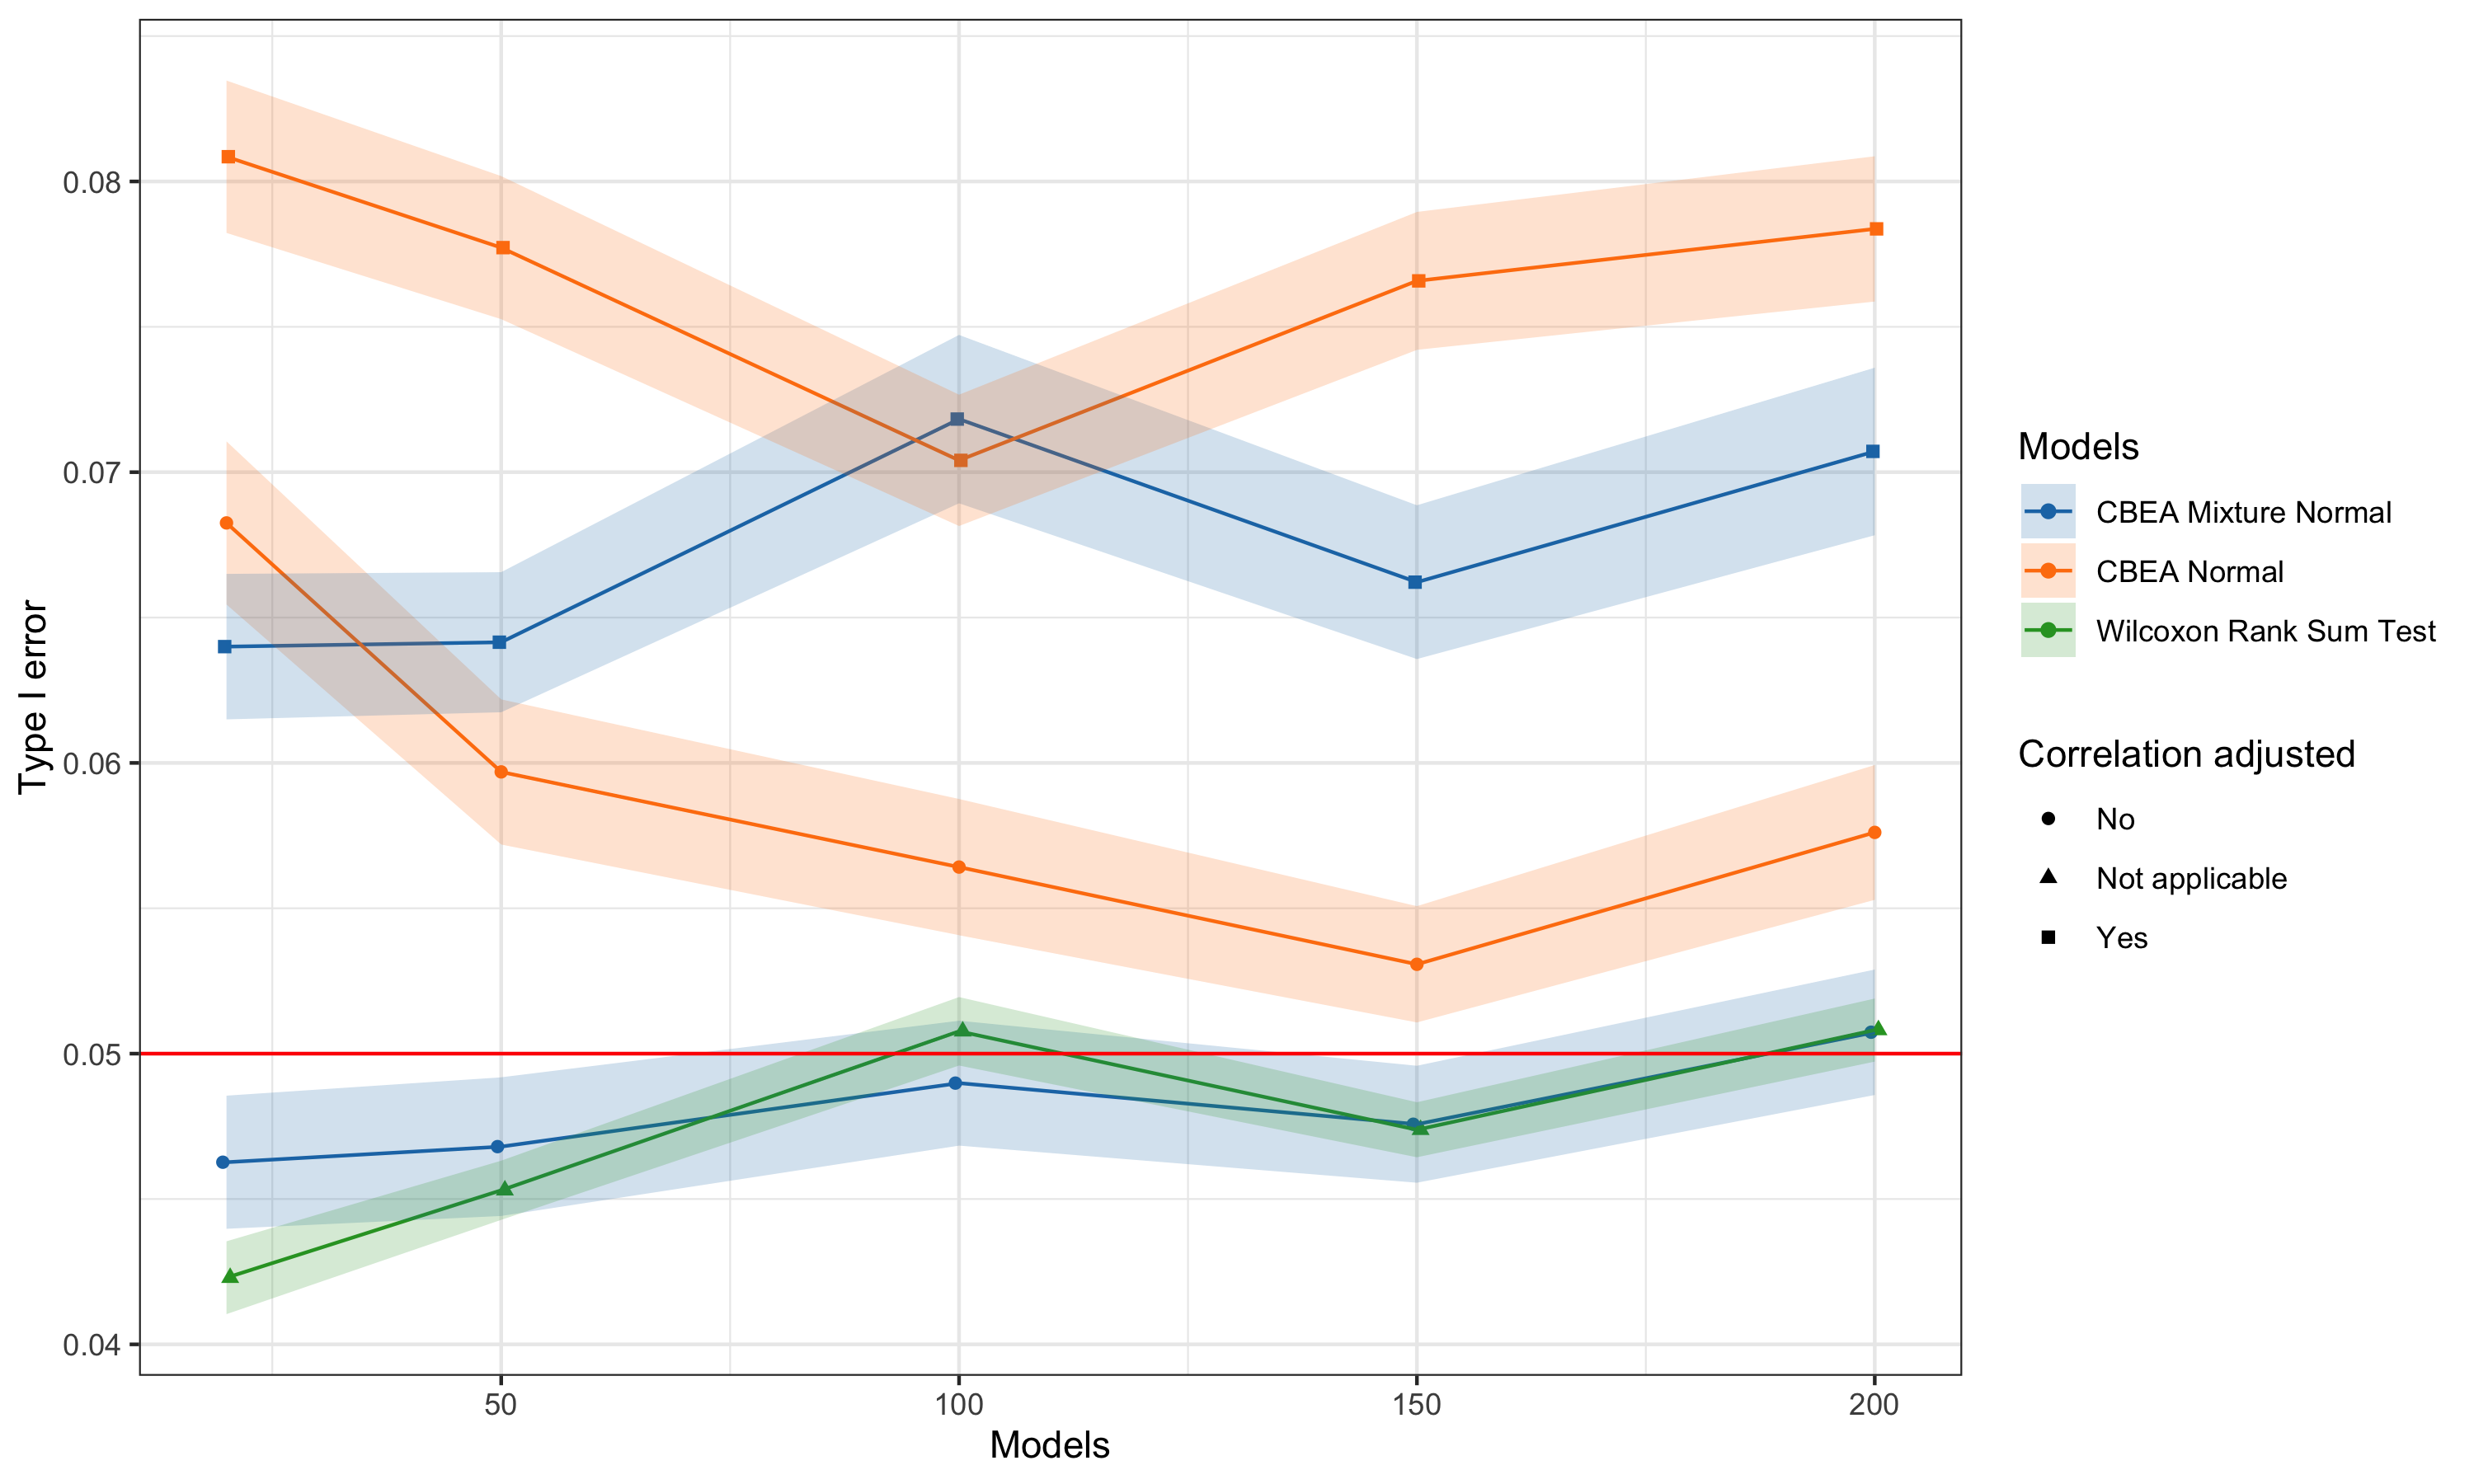 Type I error
0.08
0.07
0.06
0.05
0.04
50 100 150 200
Models
Models
CBEA Mixture Normal
CBEA Normal
Wilcoxon Rank Sum Test
Correlation adjusted
No
Not applicable
Yes